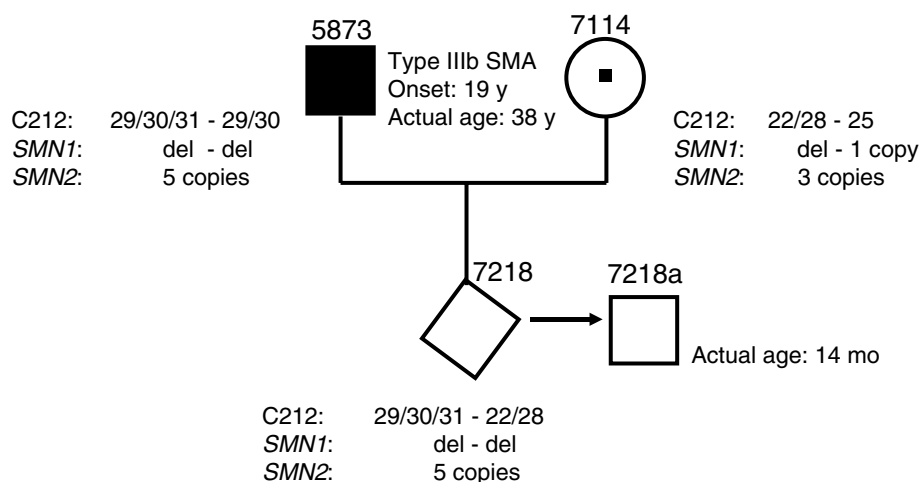 5873
7114
Type IIIb SMA
Onset: 19 y
Actual age: 38 y
C212: 29/30/31 - 29/30
SMN1: del - del
SMN2: 5 copies
C212: 22/28 - 25
SMN1: del - 1 copy
SMN2: 3 copies
7218
7218a
Actual age: 14 mo
C212: 29/30/31 - 22/28
SMN1: del - del
SMN2: 5 copies